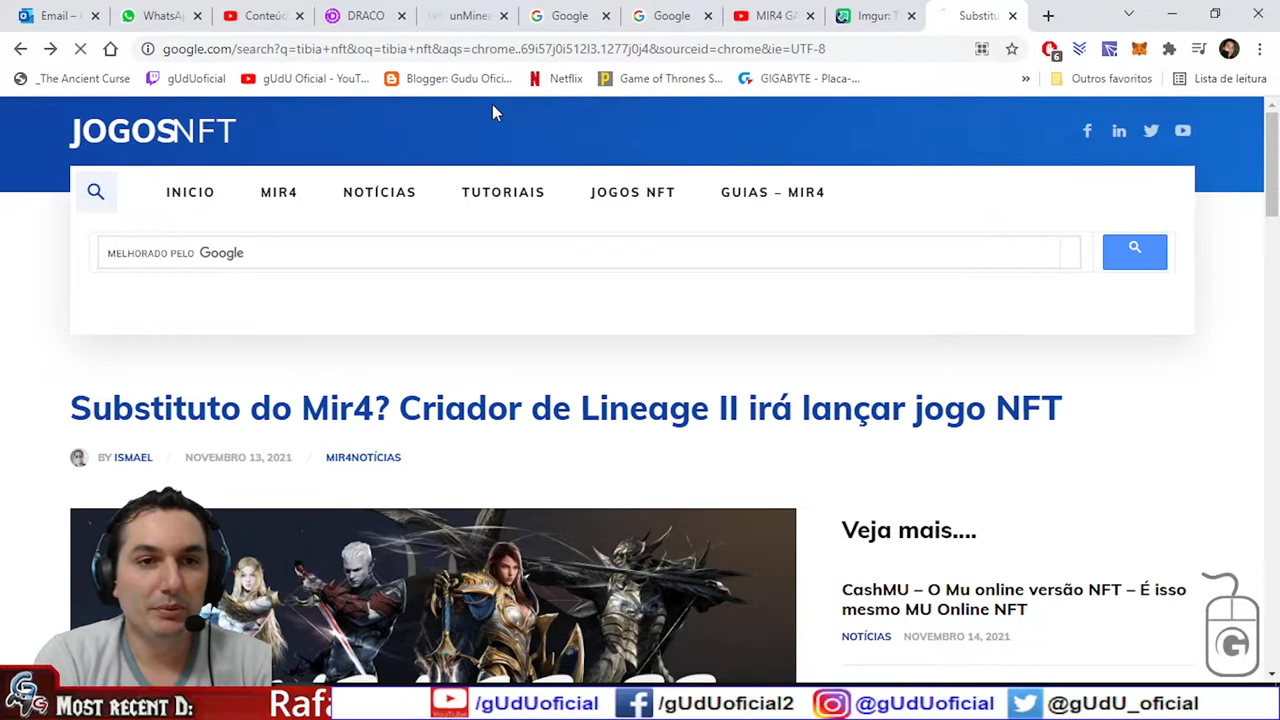 Email –
WhatsA
Conteúd
DRACO
unMinea
Google
Google
MIR4 GA
Imgur: T
Substitu
google.com/search?q=tibia+nft&oq=tibia+nft&aqs=chrome..69i57j0i512l3.1277j0j4&sourceid=chrome&ie=UTF-8
_The Ancient Curse
gUdUoficial
gUdU Oficial - YouT...
Blogger: Gudu Ofici...
Netflix
Game of Thrones S...
GIGABYTE - Placa-...
»
Outros favoritos
Lista de leitura
JOGOSNFT
INICIO
MIR4
NOTÍCIAS
TUTORIAIS
JOGOS NFT
GUIAS – MIR4
MELHORADO PELO Google
Substituto do Mir4? Criador de Lineage II irá lançar jogo NFT
BY ISMAEL / NOVEMBRO 13, 2021 / MIR4NOTÍCIAS
Veja mais....
CashMU – O Mu online versão NFT – É isso
mesmo MU Online NFT
NOTÍCIAS NOVEMBRO 14, 2021
MOST RECENT D:
Rafa
/gUdUoficial
/gUdUoficial2
@gUdUoficial
@gUdU_oficial